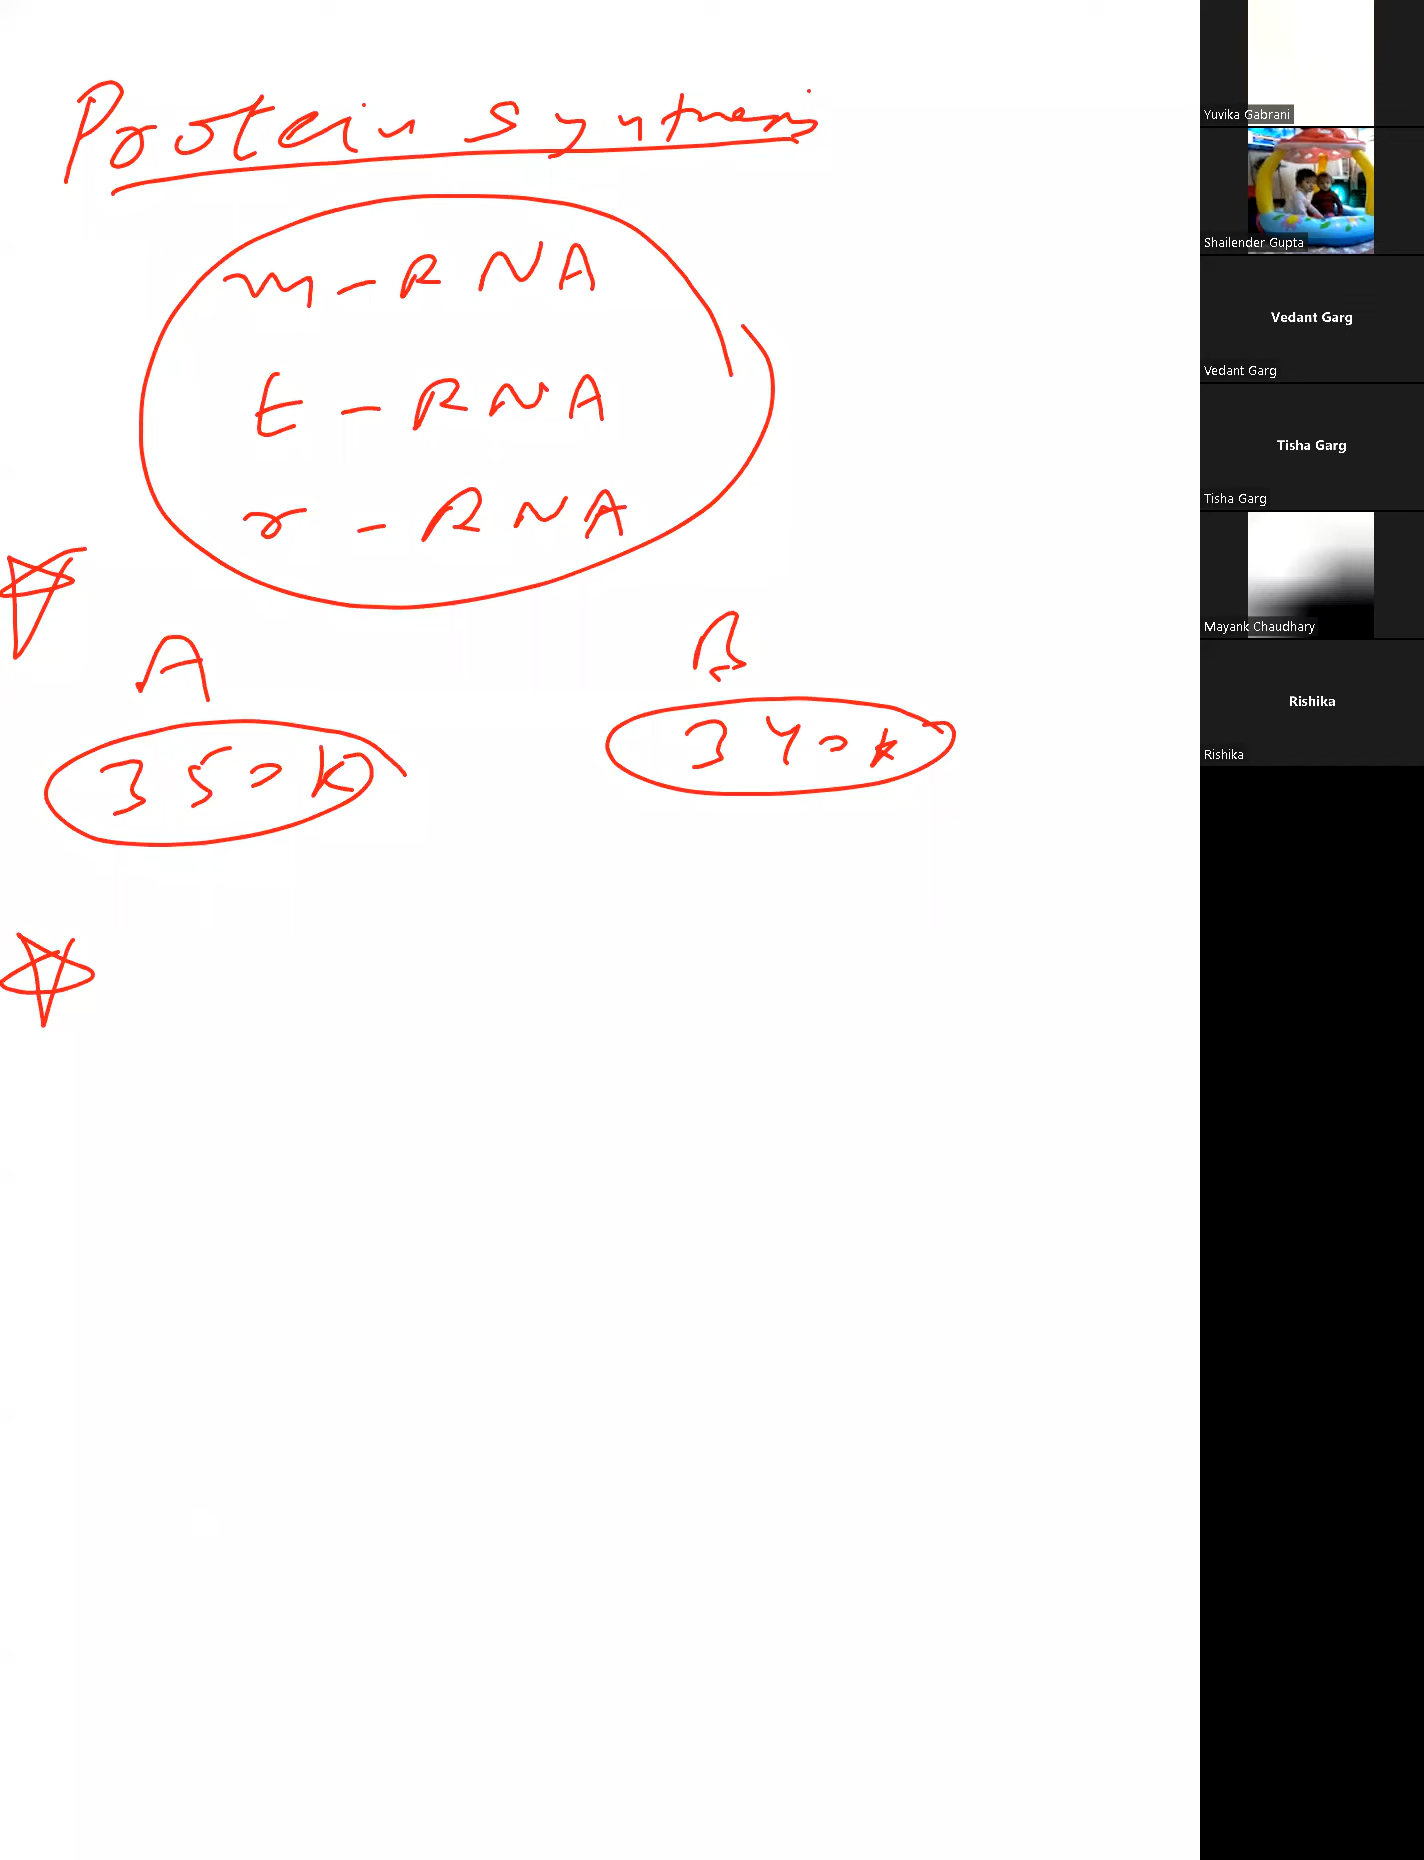 Protein synthesis
m-RNA
t-RNA
r-RNA
A
B
350k
340k
Yuvika Gabrani
Shailender Gupta
Vedant Garg
Vedant Garg
Tisha Garg
Tisha Garg
Mayank Chaudhary
Rishika
Rishika